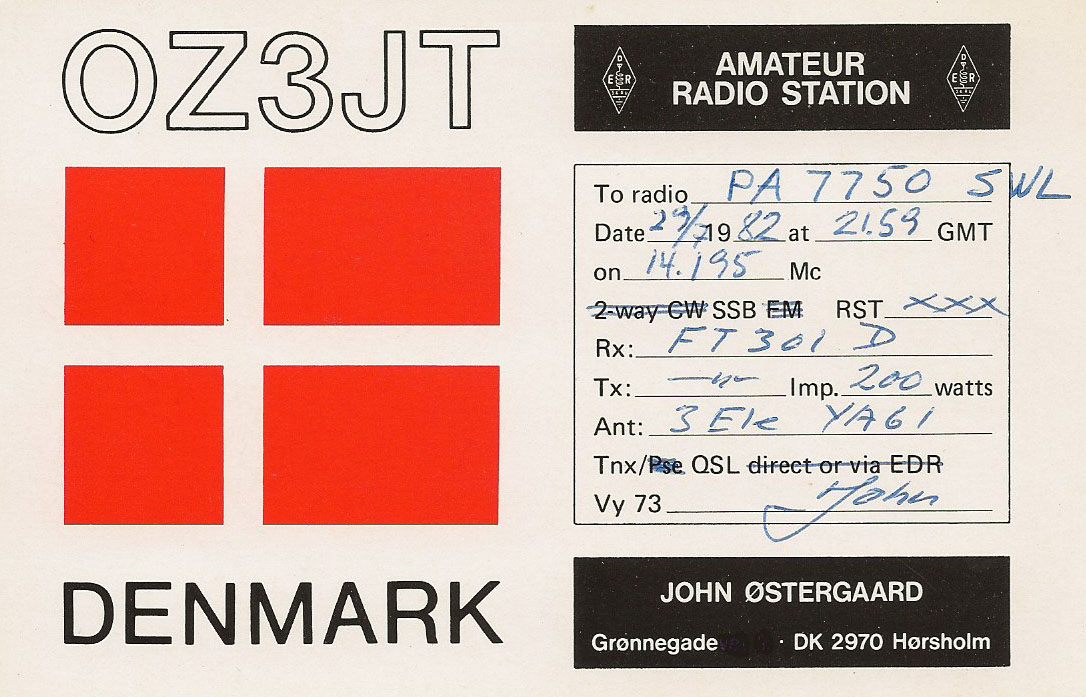 OZ3JT
AMATEUR
RADIO STATION
To radio PA 7750 SWL
Date 29/7 1982 at 21.59 GMT
on 14.195 Mc
2-way CW SSB FM RST XXX
Rx: FT 301 D
Tx: —"— Imp. 200 watts
Ant: 3 Ele YAGI
Tnx/Pse QSL direct or via EDR
Vy 73 John
DENMARK
JOHN ØSTERGAARD
Grønnegade · DK 2970 Hørsholm